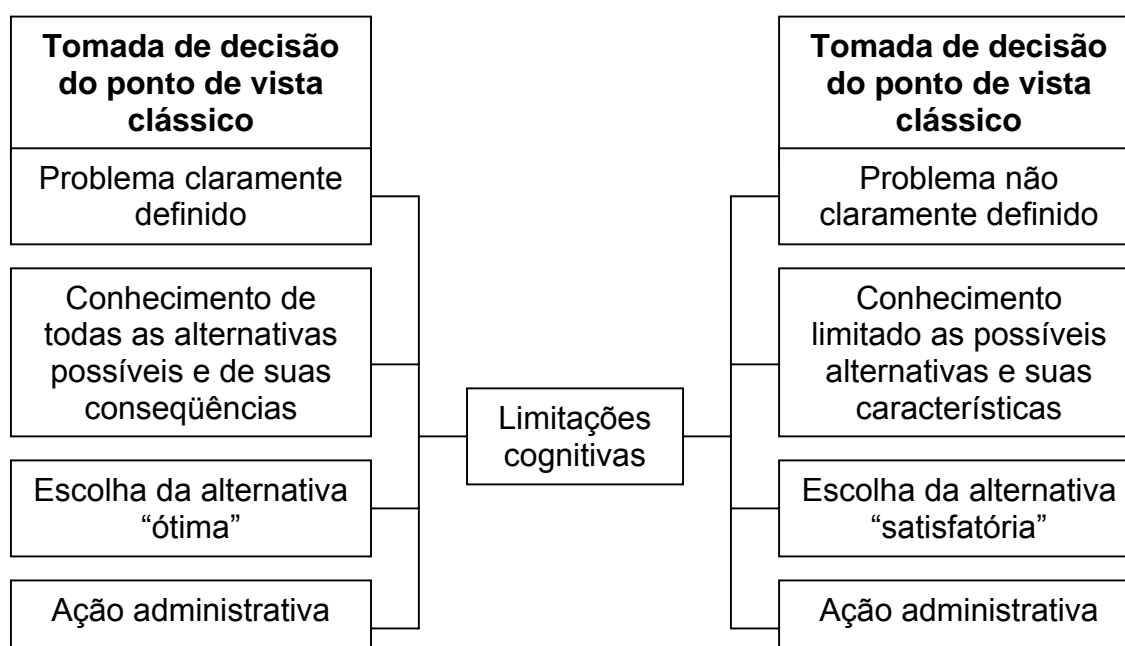 Tomada de decisão
do ponto de vista
clássico
Problema claramente
definido
Conhecimento de
todas as alternativas
possíveis e de suas
conseqüências
Escolha da alternativa
“ótima”
Ação administrativa
Limitações
cognitivas
Tomada de decisão
do ponto de vista
clássico
Problema não
claramente definido
Conhecimento
limitado as possíveis
alternativas e suas
características
Escolha da alternativa
“satisfatória”
Ação administrativa